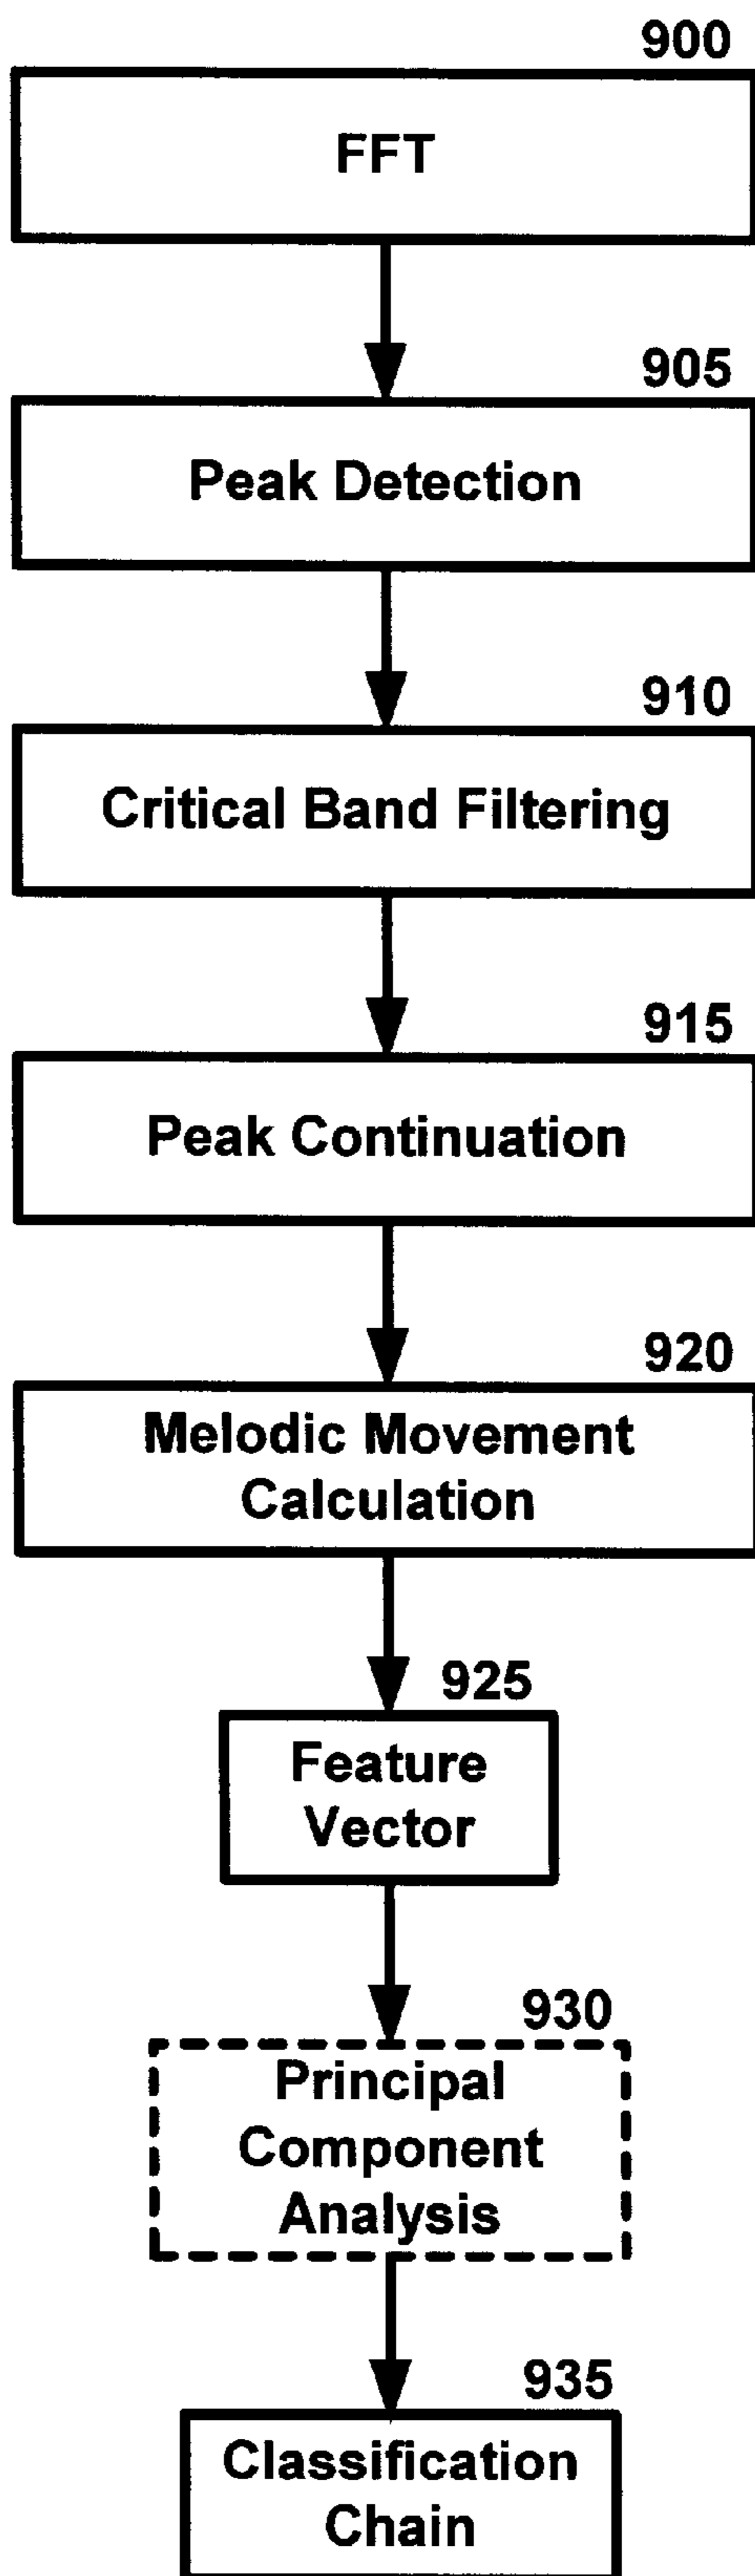 900
FFT
905
Peak Detection
910
Critical Band Filtering
915
Peak Continuation
920
Melodic Movement
Calculation
925
Feature
Vector
930
Principal
Component
Analysis
935
Classification
Chain